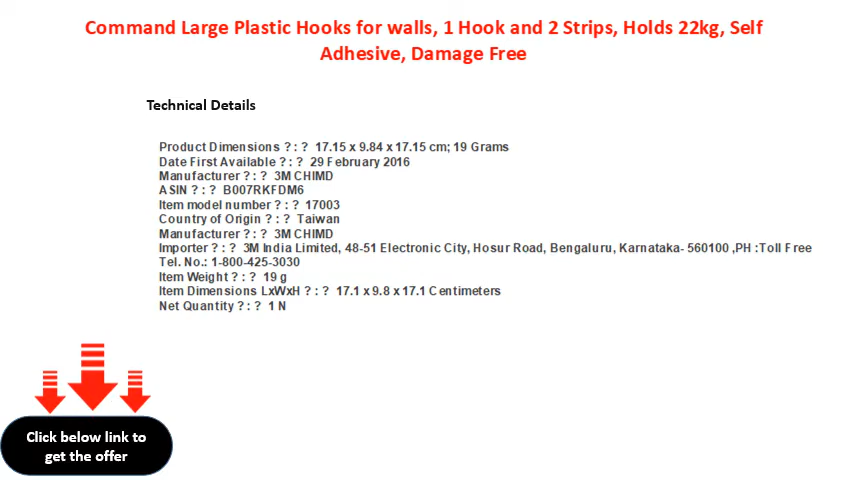 Command Large Plastic Hooks for walls, 1 Hook and 2 Strips, Holds 22kg, Self
Adhesive, Damage Free
Technical Details
Product Dimensions ? : ? 17.15 x 9.84 x 17.15 cm; 19 Grams
Date First Available ? : ? 29 February 2016
Manufacturer ? : ? 3M CHIMD
ASIN ? : ? B007RKFDM6
Item model number ? : ? 17003
Country of Origin ? : ? Taiwan
Manufacturer ? : ? 3M CHIMD
Importer ? : ? 3M India Limited, 48-51 Electronic City, Hosur Road, Bengaluru, Karnataka- 560100 ,PH :Toll Free
Tel. No.: 1-800-425-3030
Item Weight ? : ? 19 g
Item Dimensions LxWxH ? : ? 17.1 x 9.8 x 17.1 Centimeters
Net Quantity ? : ? 1 N
Click below link to
get the offer